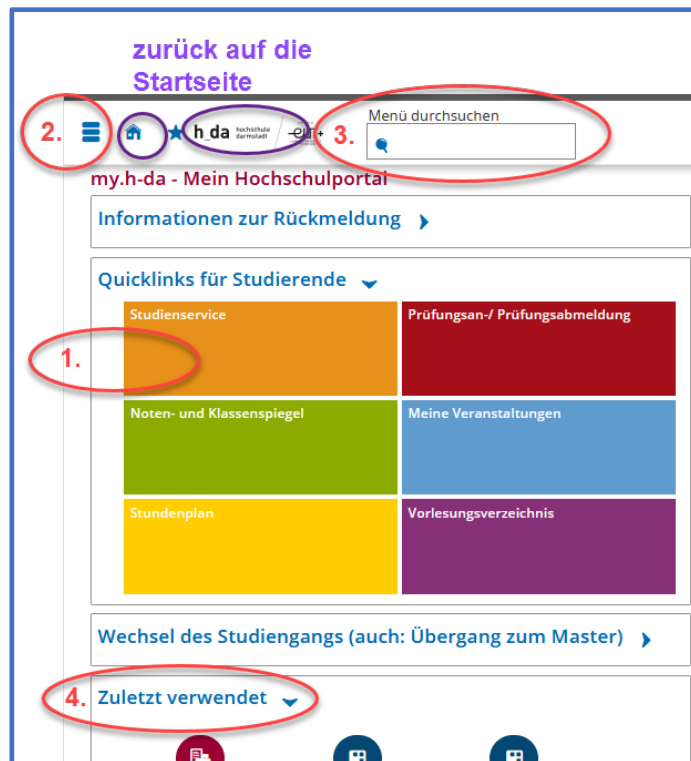 zurück auf die
Startseite
2.
h_da hochschule darmstadt
3.
Menü durchsuchen
my.h-da - Mein Hochschulportal
Informationen zur Rückmeldung
Quicklinks für Studierende
1.
Studienservice
Prüfungsan-/ Prüfungsabmeldung
Noten- und Klassenspiegel
Meine Veranstaltungen
Stundenplan
Vorlesungsverzeichnis
Wechsel des Studiengangs (auch: Übergang zum Master)
4.
Zuletzt verwendet